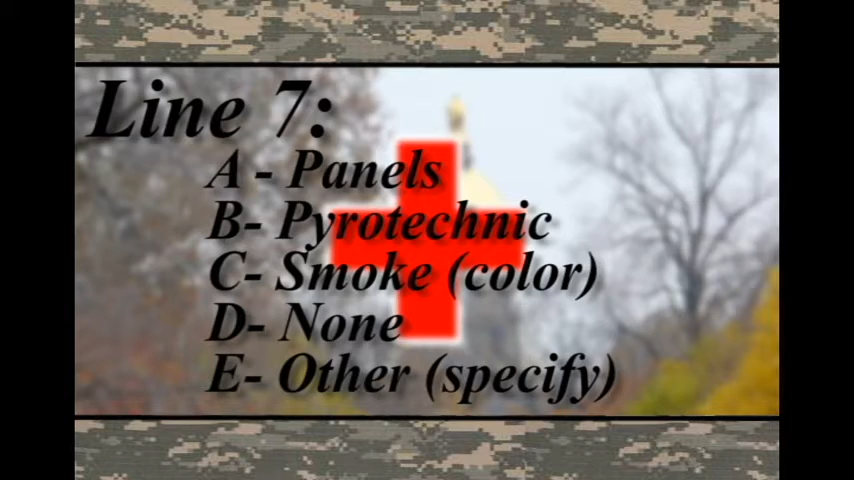 Line 7:
A - Panels
B- Pyrotechnic
C- Smoke (color)
D- None
E- Other (specify)